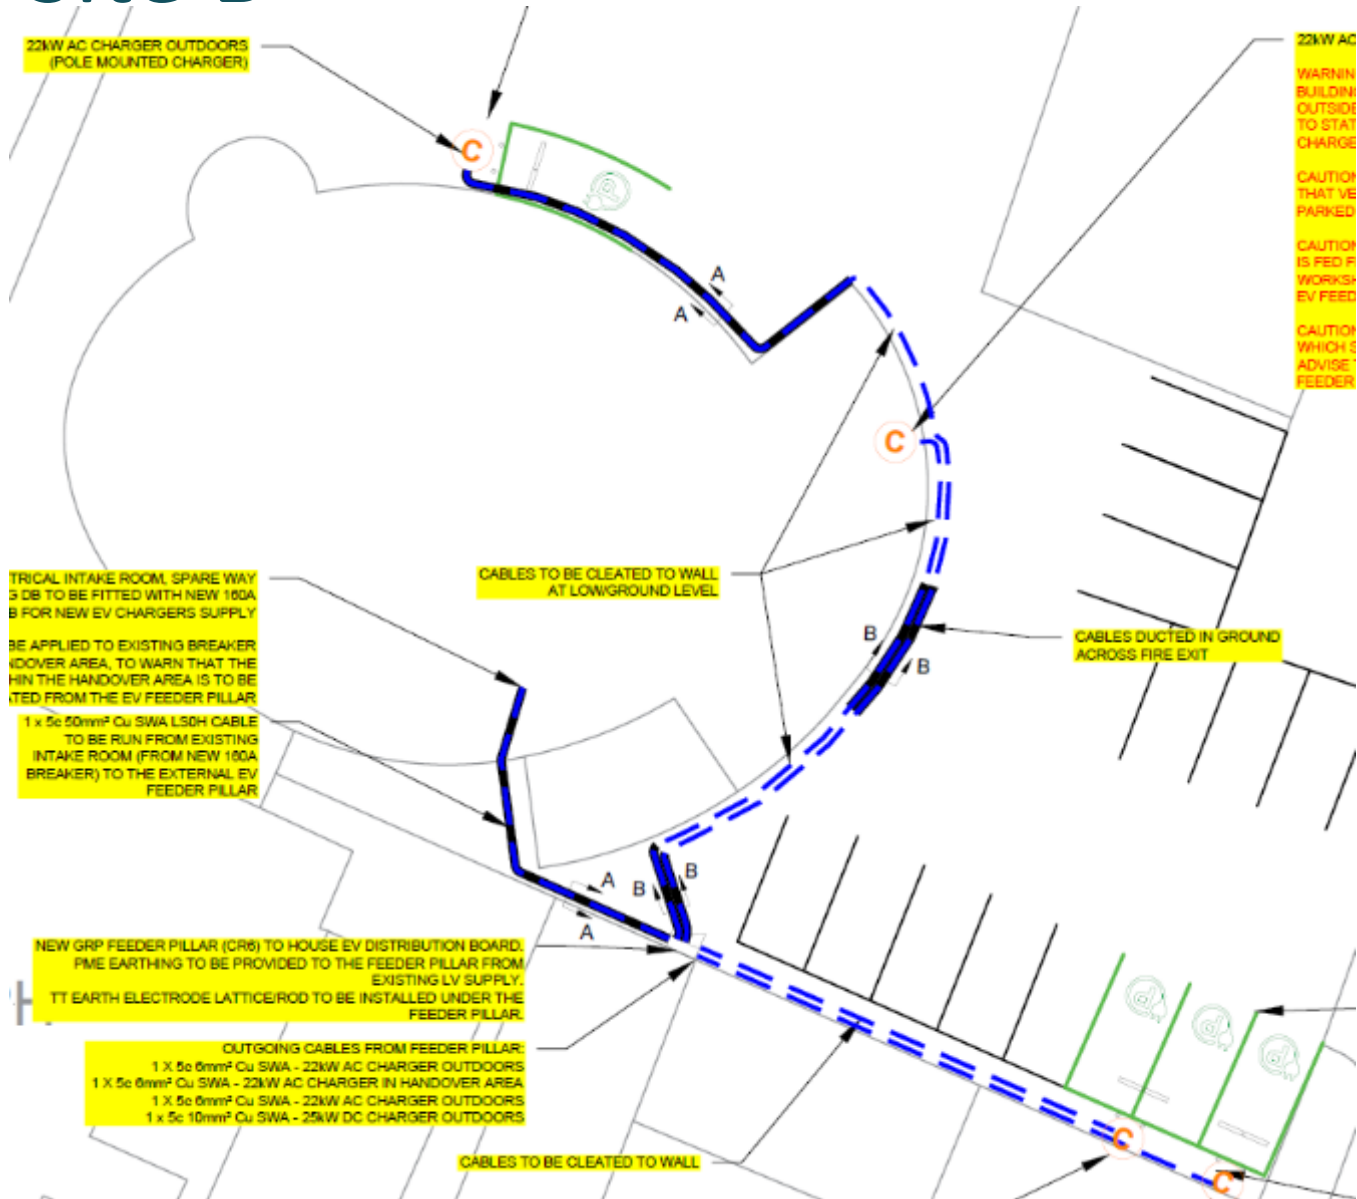 22kW AC CHARGER OUTDOORS
(POLE MOUNTED CHARGER)
22kW AC
WARNIN
BUILDING
OUTSIDE
TO STAT
CHARGE
CAUTION
THAT VE
PARKED
CAUTION
IS FED F
WORKSH
EV FEED
CAUTION
WHICH S
ADVISE T
FEEDER
C
A
A
C
CABLES TO BE CLEATED TO WALL
AT LOW/GROUND LEVEL
TRICAL INTAKE ROOM, SPARE WAY
G DB TO BE FITTED WITH NEW 160A
B FOR NEW EV CHARGERS SUPPLY
BE APPLIED TO EXISTING BREAKER
NDOVER AREA, TO WARN THAT THE
HIN THE HANDOVER AREA IS TO BE
ATED FROM THE EV FEEDER PILLAR
B
B
CABLES DUCTED IN GROUND
ACROSS FIRE EXIT
1 x 5c 50mm² Cu SWA LS0H CABLE
TO BE RUN FROM EXISTING
INTAKE ROOM (FROM NEW 160A
BREAKER) TO THE EXTERNAL EV
FEEDER PILLAR
A
A
B
B
NEW GRP FEEDER PILLAR (CR6) TO HOUSE EV DISTRIBUTION BOARD.
PME EARTHING TO BE PROVIDED TO THE FEEDER PILLAR FROM
EXISTING LV SUPPLY.
TT EARTH ELECTRODE LATTICE/ROD TO BE INSTALLED UNDER THE
FEEDER PILLAR.
OUTGOING CABLES FROM FEEDER PILLAR:
1 X 5c 6mm² Cu SWA - 22kW AC CHARGER OUTDOORS
1 X 5c 6mm² Cu SWA - 22kW AC CHARGER IN HANDOVER AREA
1 X 5c 6mm² Cu SWA - 22kW AC CHARGER OUTDOORS
1 x 5c 10mm² Cu SWA - 25kW DC CHARGER OUTDOORS
CABLES TO BE CLEATED TO WALL
C
C